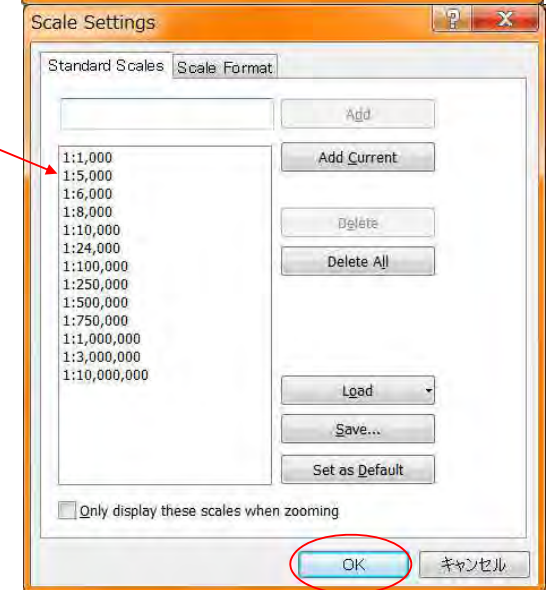 Scale Settings
?
X
Standard Scales
Scale Format
Add
1:1,000
1:5,000
1:6,000
1:8,000
1:10,000
1:24,000
1:100,000
1:250,000
1:500,000
1:750,000
1:1,000,000
1:3,000,000
1:10,000,000
Add Current
Delete
Delete All
Load
Save...
Set as Default
Only display these scales when zooming
OK
キャンセル